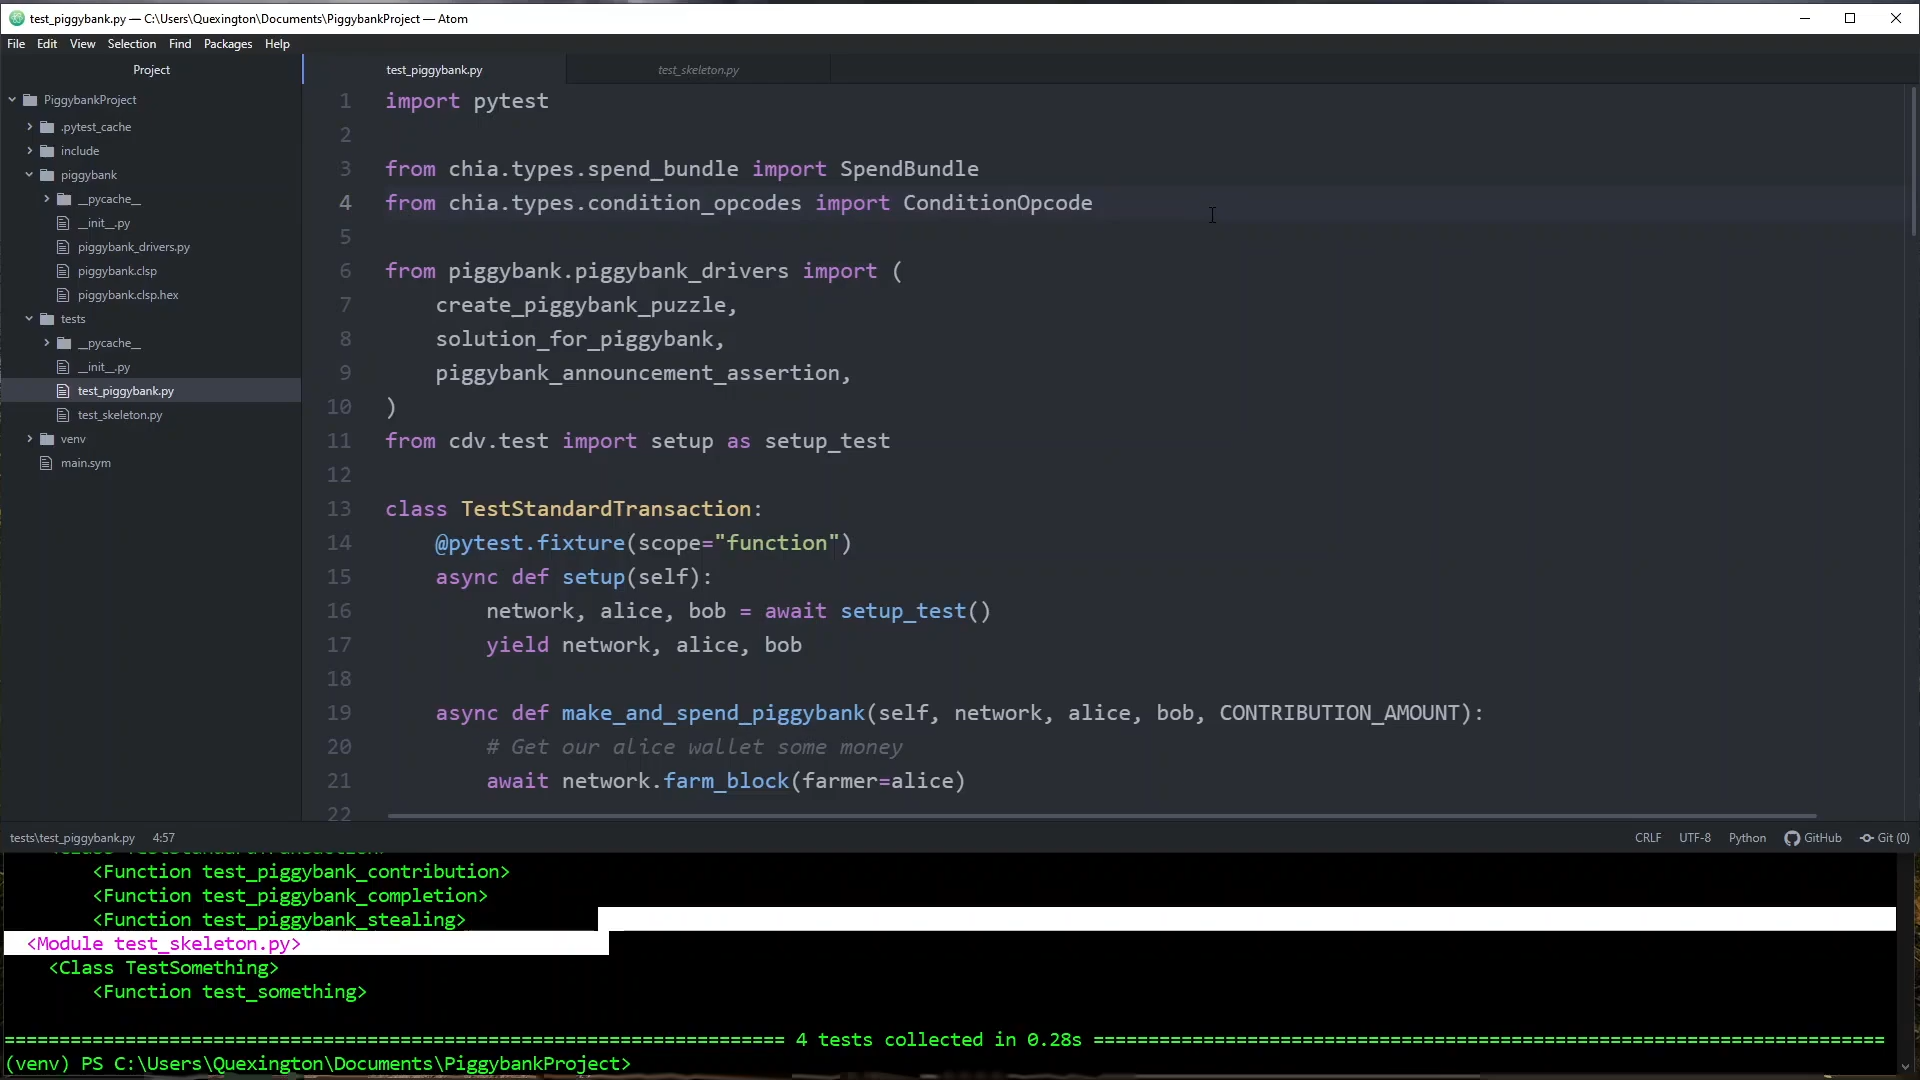 test_piggybank.py — C:\Users\Quexington\Documents\PiggybankProject — Atom
File Edit View Selection Find Packages Help
Project
PiggybankProject
.pytest_cache
include
piggybank
__pycache__
__init__.py
piggybank_drivers.py
piggybank.clsp
piggybank.clsp.hex
tests
__pycache__
__init__.py
test_piggybank.py
test_skeleton.py
venv
main.sym
test_piggybank.py test_skeleton.py
1 import pytest
2
3 from chia.types.spend_bundle import SpendBundle
4 from chia.types.condition_opcodes import ConditionOpcode
5
6 from piggybank.piggybank_drivers import (
7 create_piggybank_puzzle,
8 solution_for_piggybank,
9 piggybank_announcement_assertion,
10 )
11 from cdv.test import setup as setup_test
12
13 class TestStandardTransaction:
14 @pytest.fixture(scope="function")
15 async def setup(self):
16 network, alice, bob = await setup_test()
17 yield network, alice, bob
18
19 async def make_and_spend_piggybank(self, network, alice, bob, CONTRIBUTION_AMOUNT):
20 # Get our alice wallet some money
21 await network.farm_block(farmer=alice)
22
tests\test_piggybank.py 4:57 CRLF UTF-8 Python GitHub Git (0)
<Class TestStandardTransaction>
<Function test_piggybank_contribution>
<Function test_piggybank_completion>
<Function test_piggybank_stealing>
<Module test_skeleton.py>
<Class TestSomething>
<Function test_something>
======================================================================= 4 tests collected in 0.28s ========================================================================
(venv) PS C:\Users\Quexington\Documents\PiggybankProject>